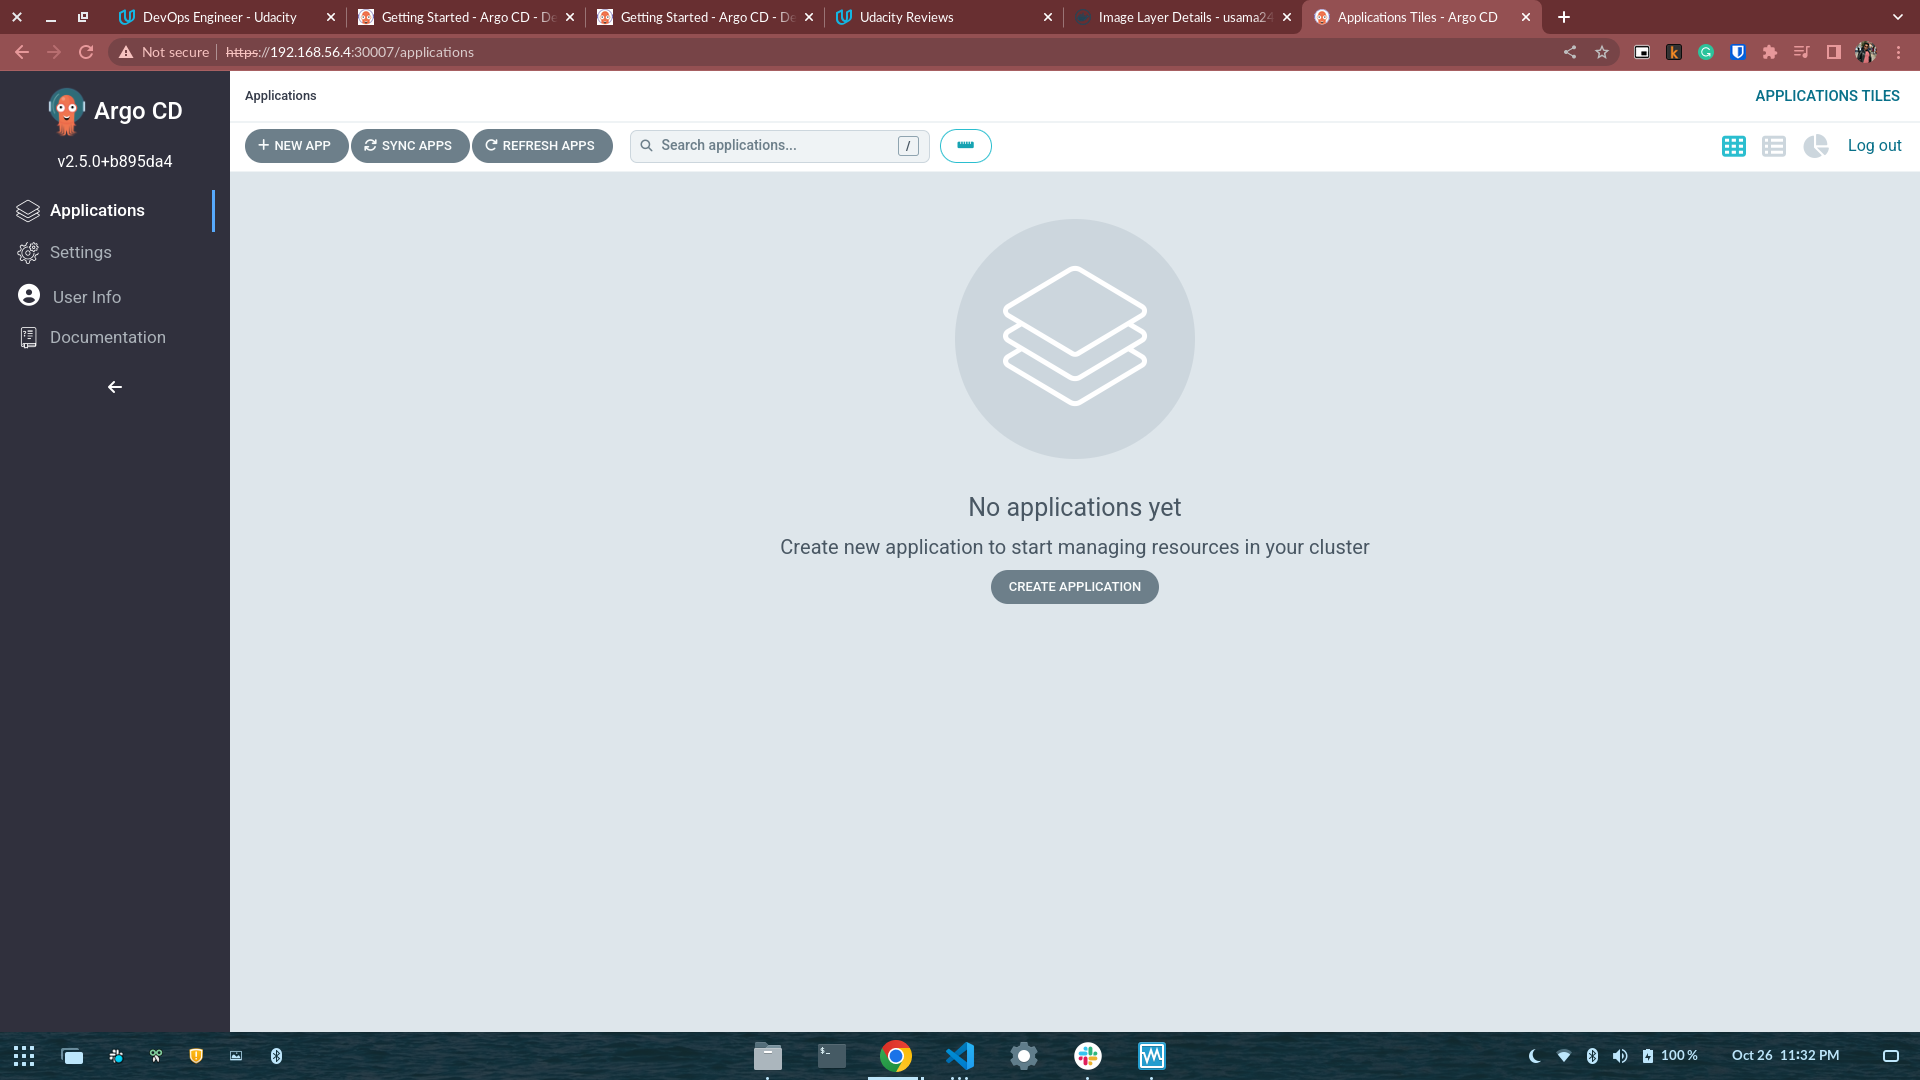 DevOps Engineer - Udacity
Getting Started - Argo CD - De
Getting Started - Argo CD - De
Udacity Reviews
Image Layer Details - usama24
Applications Tiles - Argo CD
Not secure
https://192.168.56.4:30007/applications
Argo CD
v2.5.0+b895da4
Applications
Settings
User Info
Documentation
Applications
APPLICATIONS TILES
+ NEW APP
SYNC APPS
REFRESH APPS
Search applications...
/
Log out
No applications yet
Create new application to start managing resources in your cluster
CREATE APPLICATION
100 %
Oct 26 11:32 PM